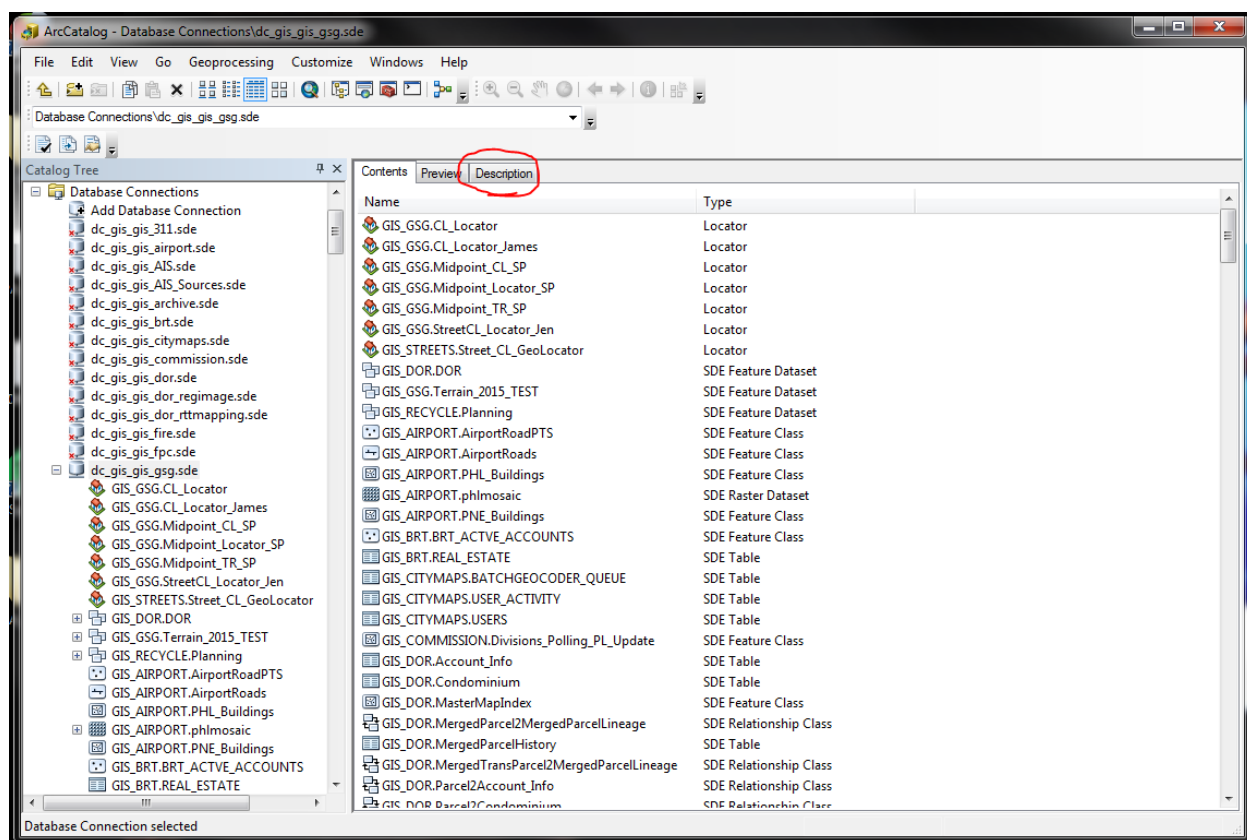 ArcCatalog - Database Connections\dc_gis_gis_gsg.sde
File Edit View Go Geoprocessing Customize Windows Help
Database Connections\dc_gis_gis_gsg.sde
Catalog Tree
Database Connections
Add Database Connection
dc_gis_gis_311.sde
dc_gis_gis_airport.sde
dc_gis_gis_AIS.sde
dc_gis_gis_AIS_Sources.sde
dc_gis_gis_archive.sde
dc_gis_gis_brt.sde
dc_gis_gis_citymaps.sde
dc_gis_gis_commission.sde
dc_gis_gis_dor.sde
dc_gis_gis_dor_regimage.sde
dc_gis_gis_dor_rttmapping.sde
dc_gis_gis_fire.sde
dc_gis_gis_fpc.sde
dc_gis_gis_gsg.sde
GIS_GSG.CL_Locator
GIS_GSG.CL_Locator_James
GIS_GSG.Midpoint_CL_SP
GIS_GSG.Midpoint_Locator_SP
GIS_GSG.Midpoint_TR_SP
GIS_GSG.StreetCL_Locator_Jen
GIS_STREETS.Street_CL_GeoLocator
GIS_DOR.DOR
GIS_GSG.Terrain_2015_TEST
GIS_RECYCLE.Planning
GIS_AIRPORT.AirportRoadPTS
GIS_AIRPORT.AirportRoads
GIS_AIRPORT.PHL_Buildings
GIS_AIRPORT.phlmosaic
GIS_AIRPORT.PNE_Buildings
GIS_BRT.BRT_ACTVE_ACCOUNTS
GIS_BRT.REAL_ESTATE
Contents Preview Description
Name Type
GIS_GSG.CL_Locator Locator
GIS_GSG.CL_Locator_James Locator
GIS_GSG.Midpoint_CL_SP Locator
GIS_GSG.Midpoint_Locator_SP Locator
GIS_GSG.Midpoint_TR_SP Locator
GIS_GSG.StreetCL_Locator_Jen Locator
GIS_STREETS.Street_CL_GeoLocator Locator
GIS_DOR.DOR SDE Feature Dataset
GIS_GSG.Terrain_2015_TEST SDE Feature Dataset
GIS_RECYCLE.Planning SDE Feature Dataset
GIS_AIRPORT.AirportRoadPTS SDE Feature Class
GIS_AIRPORT.AirportRoads SDE Feature Class
GIS_AIRPORT.PHL_Buildings SDE Feature Class
GIS_AIRPORT.phlmosaic SDE Raster Dataset
GIS_AIRPORT.PNE_Buildings SDE Feature Class
GIS_BRT.BRT_ACTVE_ACCOUNTS SDE Feature Class
GIS_BRT.REAL_ESTATE SDE Table
GIS_CITYMAPS.BATCHGEOCODER_QUEUE SDE Table
GIS_CITYMAPS.USER_ACTIVITY SDE Table
GIS_CITYMAPS.USERS SDE Table
GIS_COMMISSION.Divisions_Polling_PL_Update SDE Feature Class
GIS_DOR.Account_Info SDE Table
GIS_DOR.Condominium SDE Table
GIS_DOR.MasterMapIndex SDE Feature Class
GIS_DOR.MergedParcel2MergedParcelLineage SDE Relationship Class
GIS_DOR.MergedParcelHistory SDE Table
GIS_DOR.MergedTransParcel2MergedParcelLineage SDE Relationship Class
GIS_DOR.Parcel2Account_Info SDE Relationship Class
GIS_DOR.Parcel2Condominium SDE Relationship Class
Database Connection selected